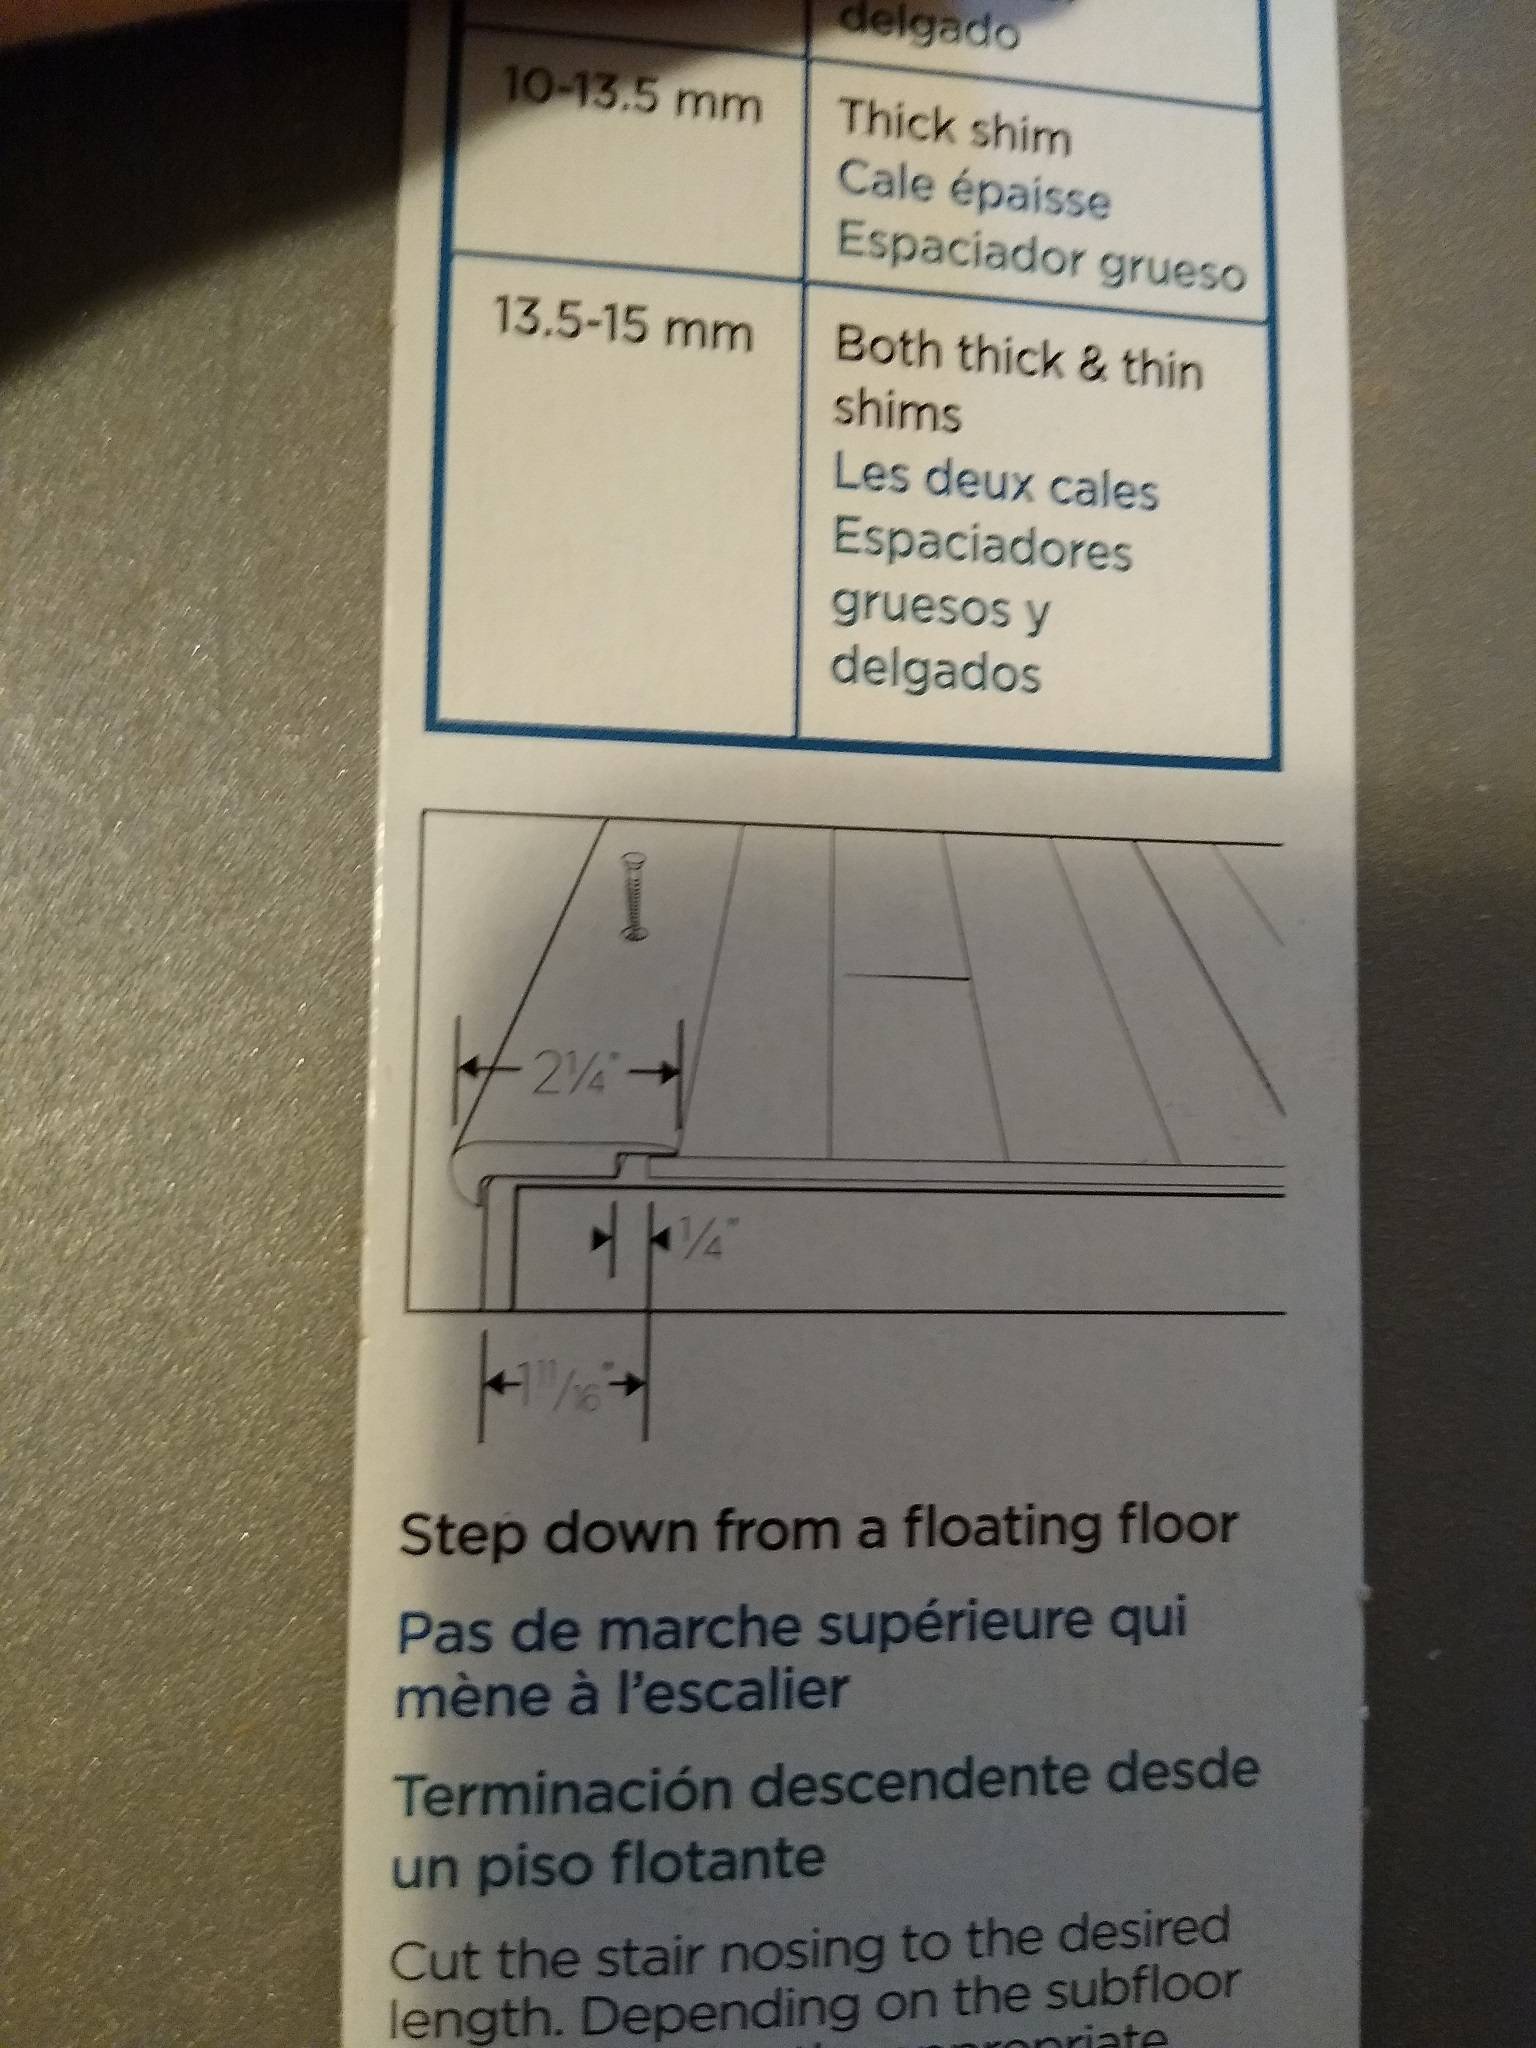 delgado
10-13.5 mm
Thick shim
Cale épaisse
Espaciador grueso
13.5-15 mm
Both thick & thin
shims
Les deux cales
Espaciadores
gruesos y
delgados
2¼"
¼"
1 11/16"
Step down from a floating floor
Pas de marche supérieure qui
mène à l'escalier
Terminación descendente desde
un piso flotante
Cut the stair nosing to the desired
length. Depending on the subfloor